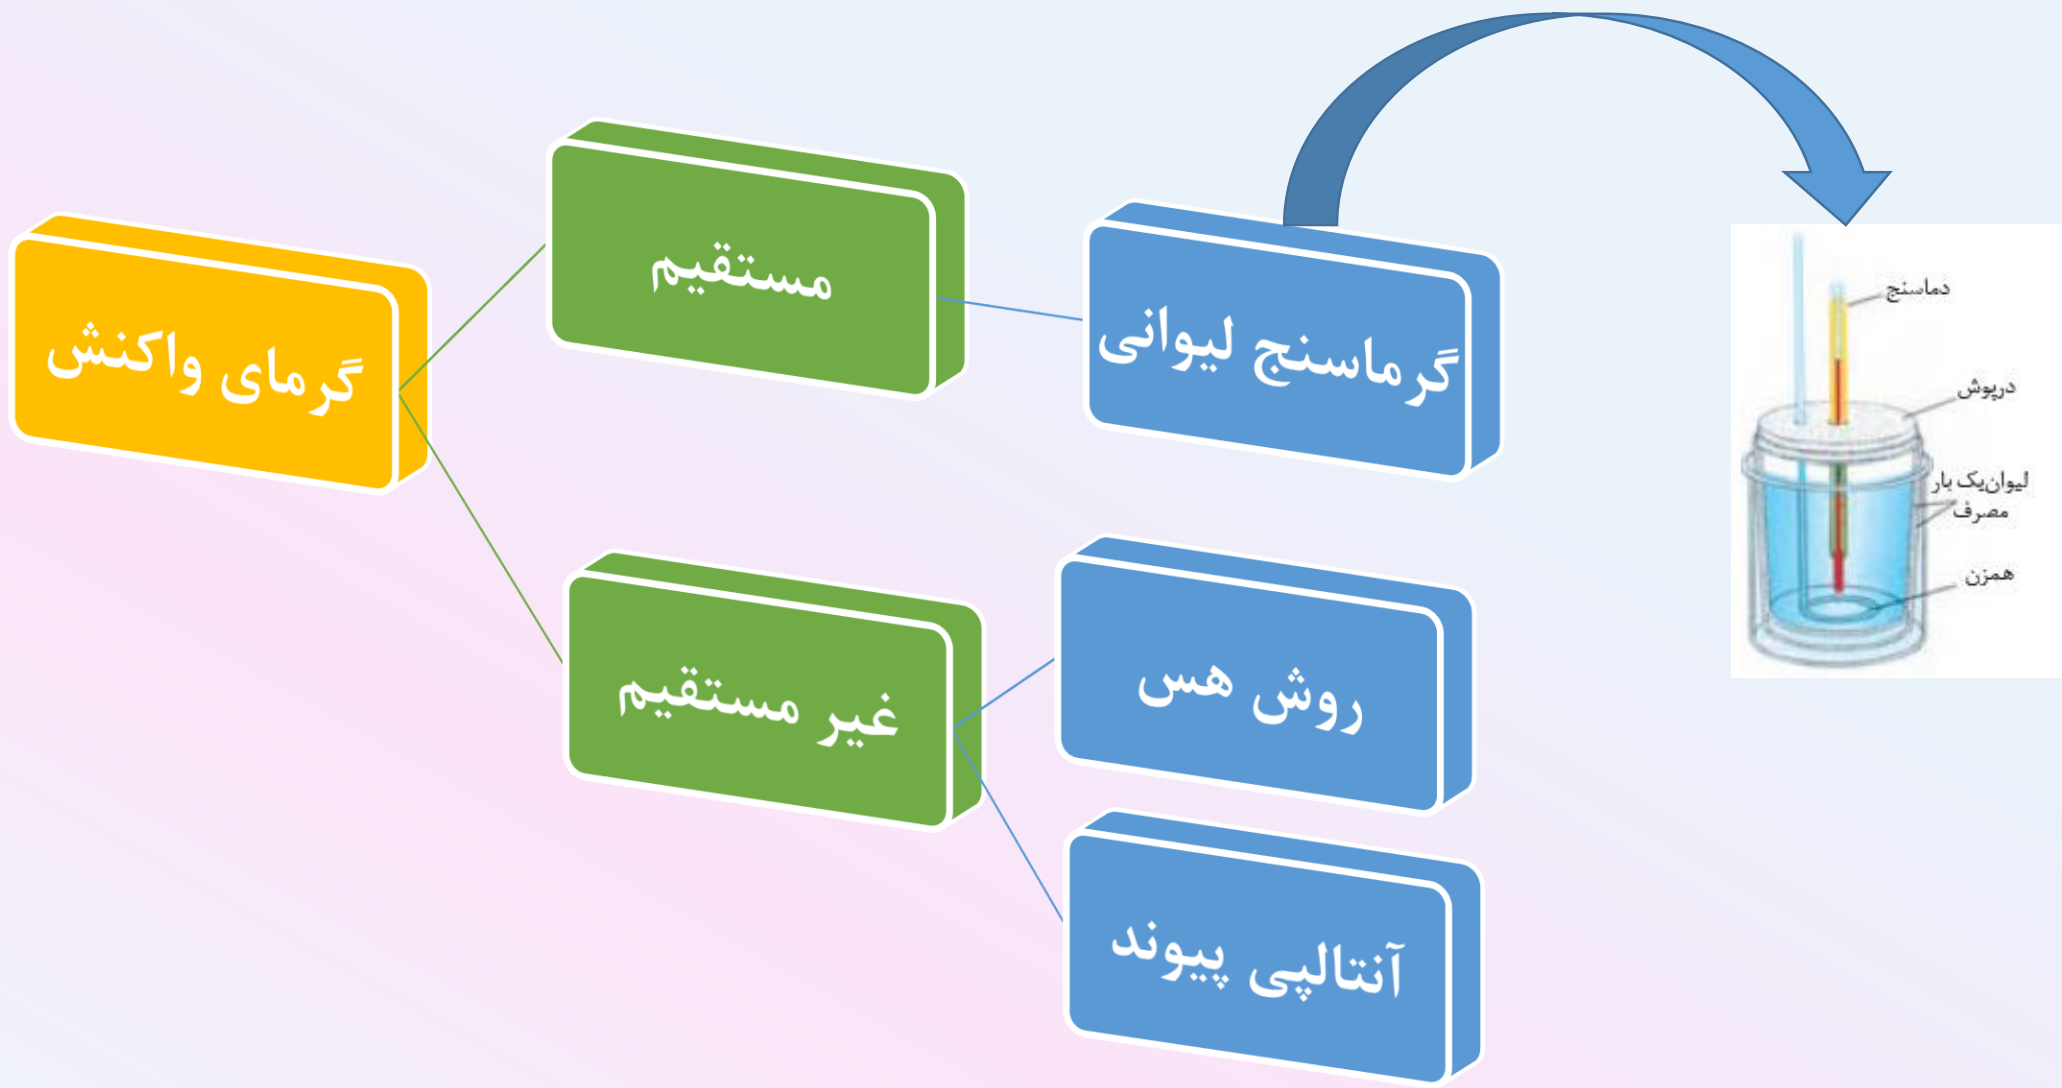 گرمای واکنش
مستقیم
گرماسنج لیوانی
غیر مستقیم
روش هس
آنتالپی پیوند
دماسنج
درپوش
لیوان یک بار
مصرف
همزن